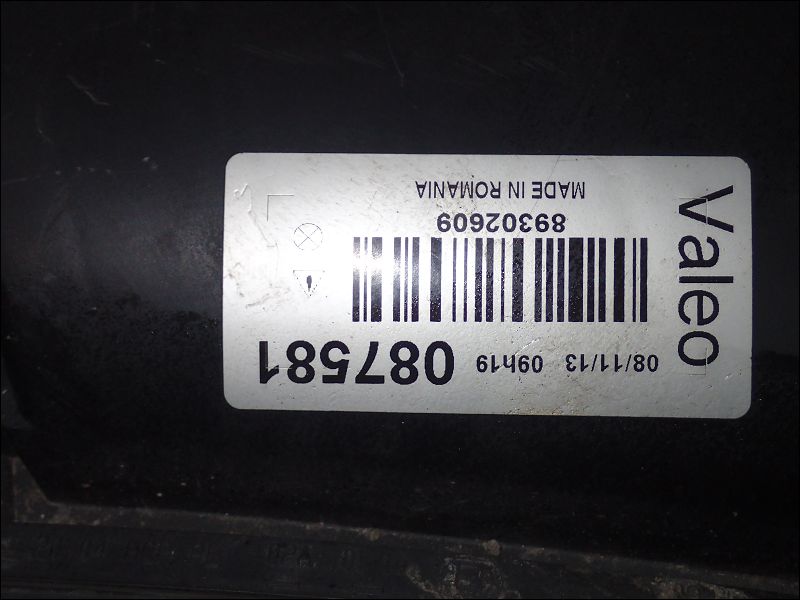 Valeo
08/11/13 09h19 087581
89302609
MADE IN ROMANIA